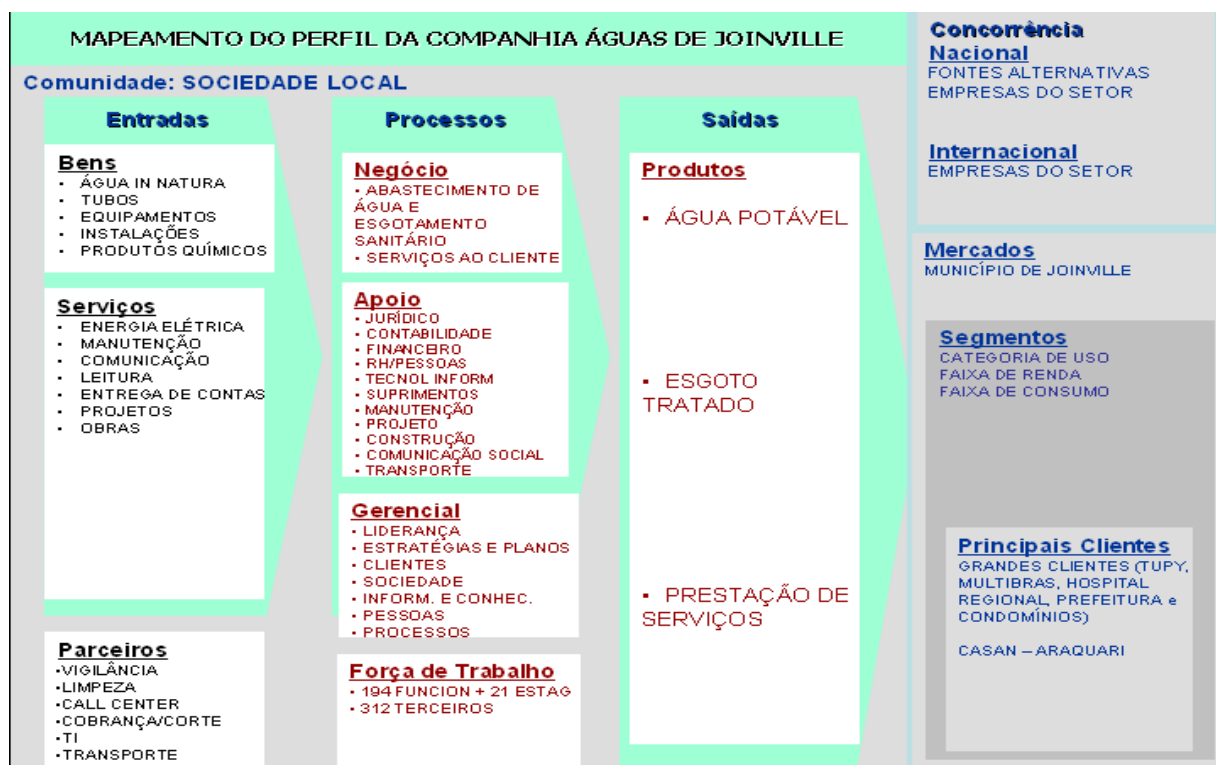 MAPEAMENTO DO PERFIL DA COMPANHIA ÁGUAS DE JOINVILLE
Comunidade: SOCIEDADE LOCAL
Entradas
Bens
• ÁGUA IN NATURA
• TUBOS
• EQUIPAMENTOS
• INSTALAÇÕES
• PRODUTOS QUÍMICOS
Serviços
• ENERGIA ELÉTRICA
• MANUTENÇÃO
• COMUNICAÇÃO
• LEITURA
• ENTREGA DE CONTAS
• PROJETOS
• OBRAS
Parceiros
•VIGILÂNCIA
•LIMPEZA
•CALL CENTER
•COBRANÇA/CORTE
•TI
•TRANSPORTE
Processos
Negócio
• ABASTECIMENTO DE
ÁGUA E
ESGOTAMENTO
SANITÁRIO
• SERVIÇOS AO CLIENTE
Apoio
• JURÍDICO
• CONTABILIDADE
• FINANCEIRO
• RH/PESSOAS
• TECNOL INFORM
• SUPRIMENTOS
• MANUTENÇÃO
• PROJETO
• CONSTRUÇÃO
• COMUNICAÇÃO SOCIAL
• TRANSPORTE
Gerencial
• LIDERANÇA
• ESTRATÉGIAS E PLANOS
• CLIENTES
• SOCIEDADE
• INFORM. E CONHEC.
• PESSOAS
• PROCESSOS
Força de Trabalho
• 194 FUNCION + 21 ESTAG
• 312 TERCEIROS
Saídas
Produtos
• ÁGUA POTÁVEL
• ESGOTO
TRATADO
• PRESTAÇÃO DE
SERVIÇOS
Concorrência
Nacional
FONTES ALTERNATIVAS
EMPRESAS DO SETOR
Internacional
EMPRESAS DO SETOR
Mercados
MUNICÍPIO DE JOINVILLE
Segmentos
CATEGORIA DE USO
FAIXA DE RENDA
FAIXA DE CONSUMO
Principais Clientes
GRANDES CLIENTES (TUPY,
MULTIBRAS, HOSPITAL
REGIONAL, PREFEITURA e
CONDOMÍNIOS)
CASAN – ARAQUARI